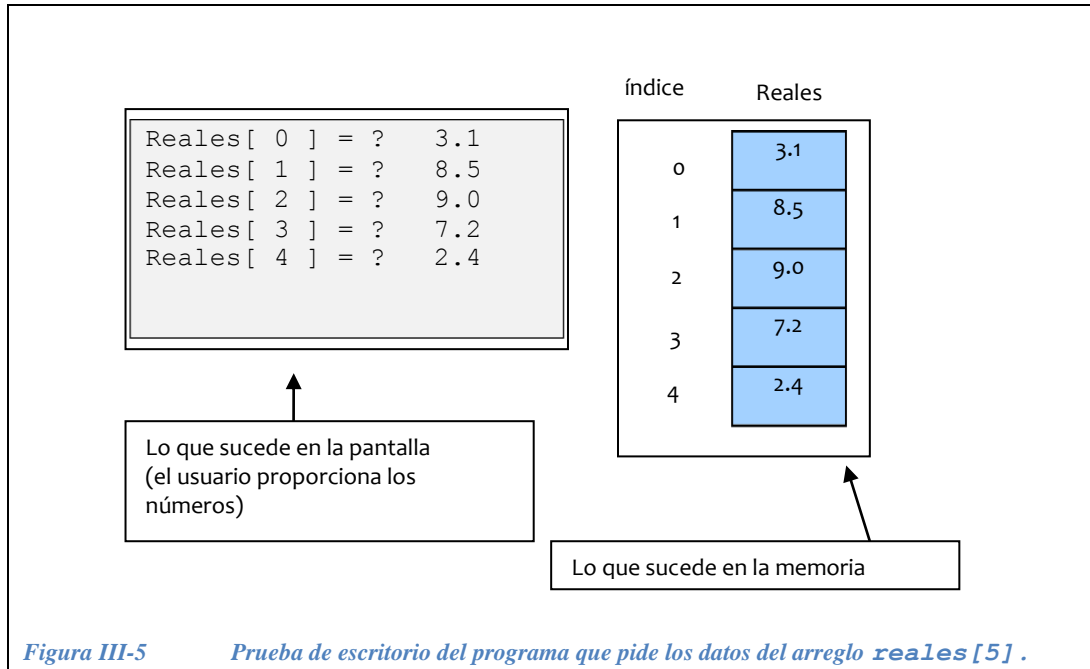 índice Reales
Reales[ 0 ] = ? 3.1
Reales[ 1 ] = ? 8.5
Reales[ 2 ] = ? 9.0
Reales[ 3 ] = ? 7.2
Reales[ 4 ] = ? 2.4
0 3.1
1 8.5
2 9.0
3 7.2
4 2.4
Lo que sucede en la pantalla
(el usuario proporciona los
números)
Lo que sucede en la memoria
Figura III-5 Prueba de escritorio del programa que pide los datos del arreglo reales[5].